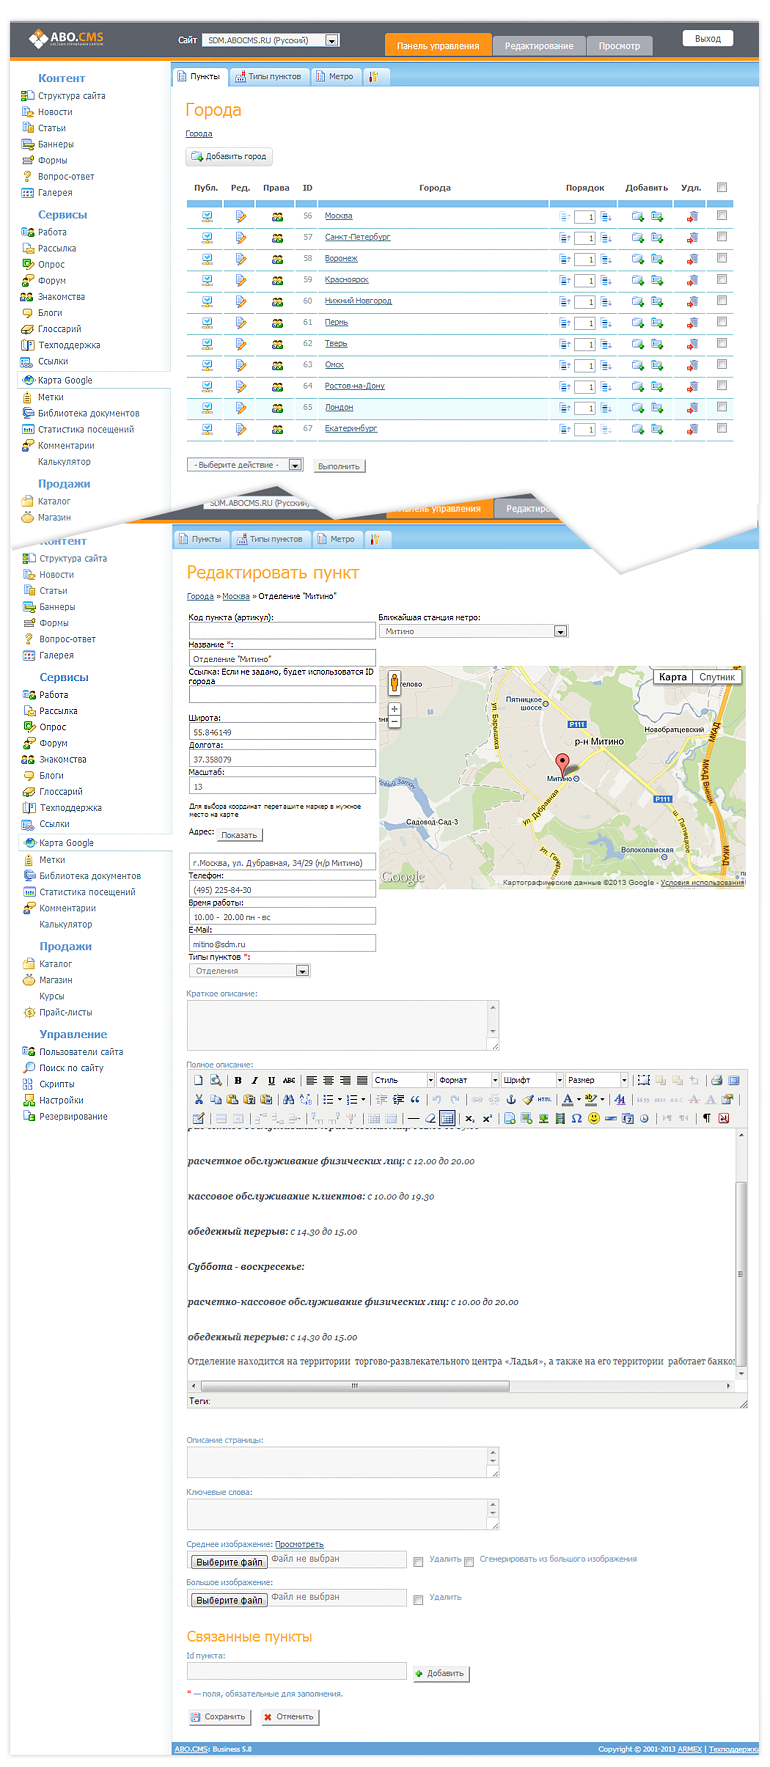 ABO.CMS
СИСТЕМА УПРАВЛЕНИЯ САЙТОМ
Сайт SDM.ABOCMS.RU (Русский)
Панель управления Редактирование Просмотр Выход
Контент
Структура сайта
Новости
Статьи
Баннеры
Формы
Вопрос-ответ
Галерея
Сервисы
Работа
Рассылка
Опрос
Форум
Знакомства
Блоги
Глоссарий
Техподдержка
Ссылки
Карта Google
Метки
Библиотека документов
Статистика посещений
Комментарии
Калькулятор
Продажи
Каталог
Магазин
Пункты Типы пунктов Метро
Города
Города
Добавить город
Публ. Ред. Права ID Города Порядок Добавить Удл.
56 Москва 1
57 Санкт-Петербург 1
58 Воронеж 1
59 Красноярск 1
60 Нижний Новгород 1
61 Пермь 1
62 Тверь 1
63 Омск 1
64 Ростов-на-Дону 1
65 Лондон 1
67 Екатеринбург 1
- Выберите действие - Выполнить
SDM.ABOCMS.RU (Русский) Панель управления
Контент
Структура сайта
Новости
Статьи
Баннеры
Формы
Вопрос-ответ
Галерея
Сервисы
Работа
Рассылка
Опрос
Форум
Знакомства
Блоги
Глоссарий
Техподдержка
Ссылки
Карта Google
Метки
Библиотека документов
Статистика посещений
Комментарии
Калькулятор
Продажи
Каталог
Магазин
Курсы
Прайс-листы
Управление
Пользователи сайта
Поиск по сайту
Скрипты
Настройки
Резервирование
Пункты Типы пунктов Метро
Редактировать пункт
Города » Москва » Отделение "Митино"
Код пункта (артикул):
Ближайшая станция метро:
Митино
Название *:
Отделение "Митино"
Ссылка: Если не задано, будет использоватся ID
города
Широта:
55.846149
Долгота:
37.358079
Масштаб:
13
Для выбора координат перетащите маркер в нужное
место на карте
Адрес: Показать
г.Москва, ул. Дубравная, 34/29 (м/р Митино)
Телефон:
(495) 225-84-30
Время работы:
10.00 - 20.00 пн - вс
E-Mail:
mitino@sdm.ru
Типы пунктов *:
Отделения
Карта Спутник
Пятницкое
шоссе
ул. Барышиха
P111
Новобратцевский
р-н Митино
МКАД
Митино
МКАД Внешн.
P111
ул. Дубравная
Садовод-Сад-3
ш. Пятницкое
Волоколамская
Google
Картографические данные ©2013 Google - Условия использования
Краткое описание:
Полное описание:
B I U ABC Стиль Формат Шрифт Размер
HTML
расчетное обслуживание физических лиц: с 12.00 до 20.00
кассовое обслуживание клиентов: с 10.00 до 19.30
обеденный перерыв: с 14.30 до 15.00
Суббота - воскресенье:
расчетно-кассовое обслуживание физических лиц: с 10.00 до 20.00
обеденный перерыв: с 14.30 до 15.00
Отделение находится на территории торгово-развлекательного центра «Ладья», а также на его территории работает
Теги:
Описание страницы:
Ключевые слова:
Среднее изображение: Просмотреть
Выберите файл Файл не выбран Удалить Сгенерировать из большого изображения
Большое изображение:
Выберите файл Файл не выбран Удалить
Связанные пункты
Id пункта:
Добавить
* — поля, обязательные для заполнения.
Сохранить Отменить
ABO.CMS: Business 5.8 Copyright © 2001-2013 ARMEX | Техподдержка